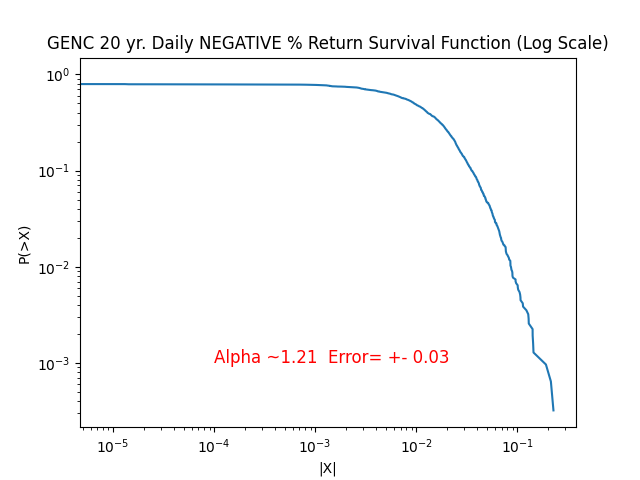 GENC 20 yr. Daily NEGATIVE % Return Survival Function (Log Scale)
P(>X)
10⁰
10⁻¹
10⁻²
10⁻³
Alpha ~1.21  Error= +- 0.03
10⁻⁵ 10⁻⁴ 10⁻³ 10⁻² 10⁻¹
|X|